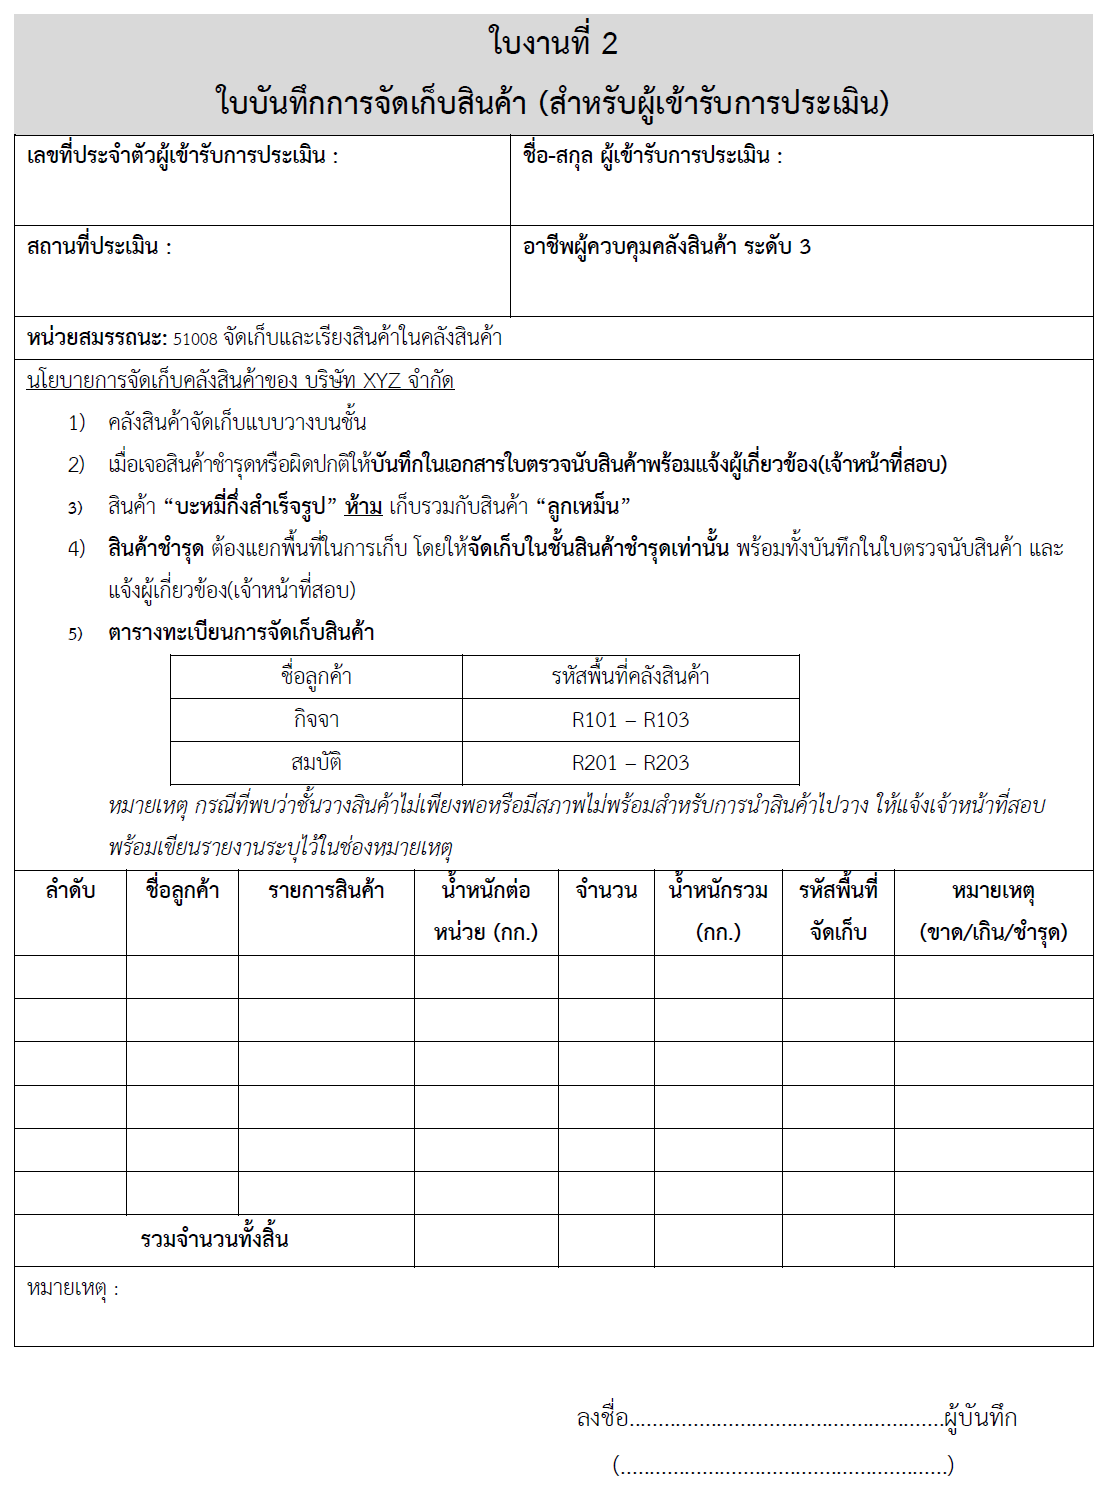 ใบงานที่ 2
ใบบันทึกการจัดเก็บสินค้า (สำหรับผู้เข้ารับการประเมิน)
เลขที่ประจำตัวผู้เข้ารับการประเมิน :
ชื่อ-สกุล ผู้เข้ารับการประเมิน :
สถานที่ประเมิน :
อาชีพผู้ควบคุมคลังสินค้า ระดับ 3
หน่วยสมรรถนะ: 51008 จัดเก็บและเรียงสินค้าในคลังสินค้า
นโยบายการจัดเก็บคลังสินค้าของ บริษัท XYZ จำกัด
1) คลังสินค้าจัดเก็บแบบวางบนชั้น
2) เมื่อเจอสินค้าชำรุดหรือผิดปกติให้บันทึกในเอกสารใบตรวจนับสินค้าพร้อมแจ้งผู้เกี่ยวข้อง(เจ้าหน้าที่สอบ)
3) สินค้า “บะหมี่กึ่งสำเร็จรูป” ห้าม เก็บรวมกับสินค้า “ลูกเหม็น”
4) สินค้าชำรุด ต้องแยกพื้นที่ในการเก็บ โดยให้จัดเก็บในชั้นสินค้าชำรุดเท่านั้น พร้อมทั้งบันทึกในใบตรวจนับสินค้า และ
แจ้งผู้เกี่ยวข้อง(เจ้าหน้าที่สอบ)
5) ตารางทะเบียนการจัดเก็บสินค้า
ชื่อลูกค้า รหัสพื้นที่คลังสินค้า
กิจจา R101 – R103
สมบัติ R201 – R203
หมายเหตุ กรณีที่พบว่าชั้นวางสินค้าไม่เพียงพอหรือมีสภาพไม่พร้อมสำหรับการนำสินค้าไปวาง ให้แจ้งเจ้าหน้าที่สอบ
พร้อมเขียนรายงานระบุไว้ในช่องหมายเหตุ
ลำดับ ชื่อลูกค้า รายการสินค้า น้ำหนักต่อ จำนวน น้ำหนักรวม รหัสพื้นที่ หมายเหตุ
หน่วย (กก.) (กก.) จัดเก็บ (ขาด/เกิน/ชำรุด)
รวมจำนวนทั้งสิ้น
หมายเหตุ :
ลงชื่อ......................................................ผู้บันทึก
(........................................................)